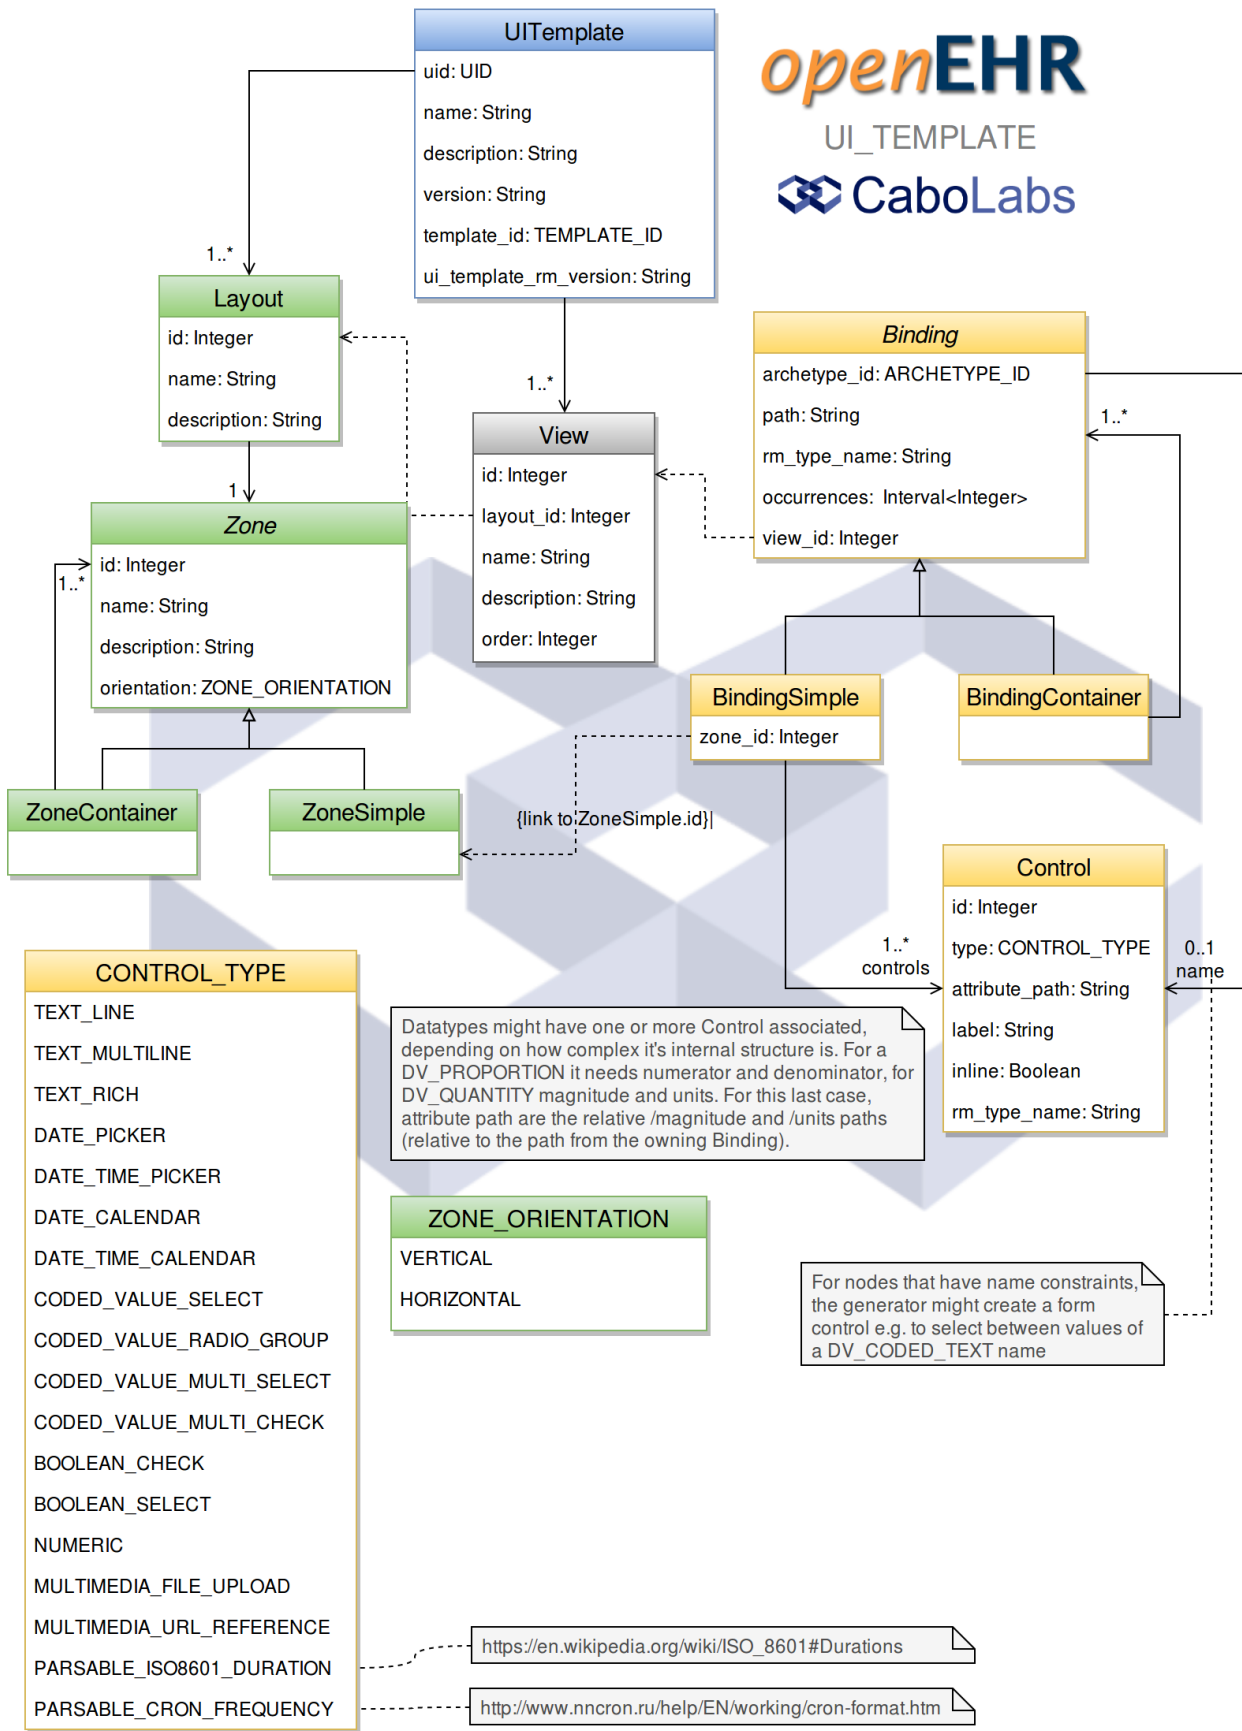 UITemplate
uid: UID
name: String
description: String
version: String
template_id: TEMPLATE_ID
ui_template_rm_version: String
openEHR
UI_TEMPLATE
CaboLabs
1..*
Layout
id: Integer
name: String
description: String
1..*
View
id: Integer
layout_id: Integer
name: String
description: String
order: Integer
Binding
archetype_id: ARCHETYPE_ID
path: String
rm_type_name: String
occurrences: Interval<Integer>
view_id: Integer
1..*
1
Zone
id: Integer
name: String
description: String
orientation: ZONE_ORIENTATION
1..*
BindingSimple
zone_id: Integer
BindingContainer
ZoneContainer
ZoneSimple
{link to ZoneSimple.id}|
Control
id: Integer
type: CONTROL_TYPE
attribute_path: String
label: String
inline: Boolean
rm_type_name: String
1..*
controls
0..1
name
CONTROL_TYPE
TEXT_LINE
TEXT_MULTILINE
TEXT_RICH
DATE_PICKER
DATE_TIME_PICKER
DATE_CALENDAR
DATE_TIME_CALENDAR
CODED_VALUE_SELECT
CODED_VALUE_RADIO_GROUP
CODED_VALUE_MULTI_SELECT
CODED_VALUE_MULTI_CHECK
BOOLEAN_CHECK
BOOLEAN_SELECT
NUMERIC
MULTIMEDIA_FILE_UPLOAD
MULTIMEDIA_URL_REFERENCE
PARSABLE_ISO8601_DURATION
PARSABLE_CRON_FREQUENCY
Datatypes might have one or more Control associated,
depending on how complex it's internal structure is. For a
DV_PROPORTION it needs numerator and denominator, for
DV_QUANTITY magnitude and units. For this last case,
attribute path are the relative /magnitude and /units paths
(relative to the path from the owning Binding).
ZONE_ORIENTATION
VERTICAL
HORIZONTAL
For nodes that have name constraints,
the generator might create a form
control e.g. to select between values of
a DV_CODED_TEXT name
https://en.wikipedia.org/wiki/ISO_8601#Durations
http://www.nncron.ru/help/EN/working/cron-format.htm